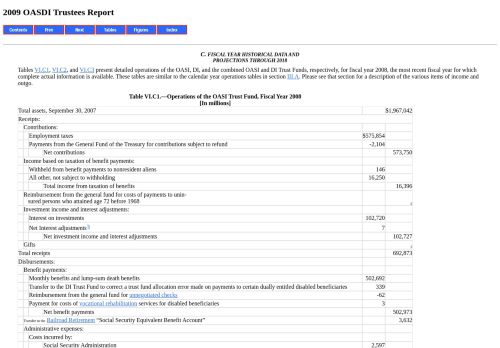 2009 OASDI Trustees Report
Contents Prev Next Tables Figures Index
C. FISCAL YEAR HISTORICAL DATA AND
PROJECTIONS THROUGH 2018
Tables VI.C1, VI.C2, and VI.C3 present detailed operations of the OASI, DI, and the combined OASI and DI Trust Funds, respectively, for fiscal year 2008, the most recent fiscal year for which
complete actual information is available. These tables are similar to the calendar year operations tables in section III.A. Please see that section for a description of the various items of income and
outgo.
Table VI.C1.—Operations of the OASI Trust Fund, Fiscal Year 2008
[In millions]
Total assets, September 30, 2007 $1,967,042
Receipts:
Contributions:
Employment taxes $575,854
Payments from the General Fund of the Treasury for contributions subject to refund -2,104
Net contributions 573,750
Income based on taxation of benefit payments:
Withheld from benefit payments to nonresident aliens 146
All other, not subject to withholding 16,250
Total income from taxation of benefits 16,396
Reimbursement from the general fund for costs of payments to unin-
sured persons who attained age 72 before 1968
Investment income and interest adjustments:
Interest on investments 102,720
Net Interest adjustments 7
Net investment income and interest adjustments 102,727
Gifts
Total receipts 692,873
Disbursements:
Benefit payments:
Monthly benefits and lump-sum death benefits 502,692
Transfer to the DI Trust Fund to correct a trust fund allocation error made on payments to certain dually entitled disabled beneficiaries 339
Reimbursement from the general fund for unnegotiated checks -62
Payment for costs of vocational rehabilitation services for disabled beneficiaries 3
Net benefit payments 502,973
Transfer to the Railroad Retirement “Social Security Equivalent Benefit Account” 3,632
Administrative expenses:
Costs incurred by:
Social Security Administration 2,597